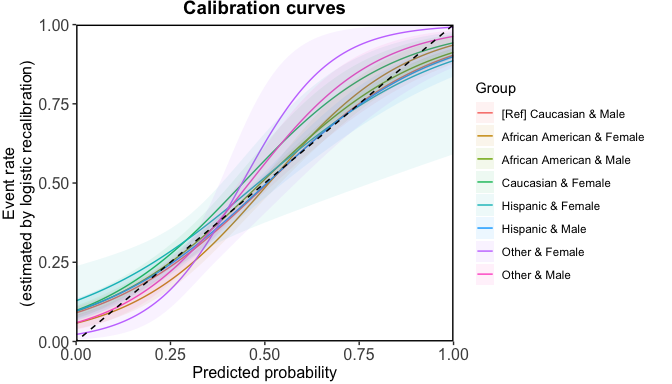 Calibration curves
Event rate
(estimated by logistic recalibration)
1.00
0.75
0.50
0.25
0.00
0.00
0.25
0.50
0.75
1.00
Predicted probability
Group
[Ref] Caucasian & Male
African American & Female
African American & Male
Caucasian & Female
Hispanic & Female
Hispanic & Male
Other & Female
Other & Male